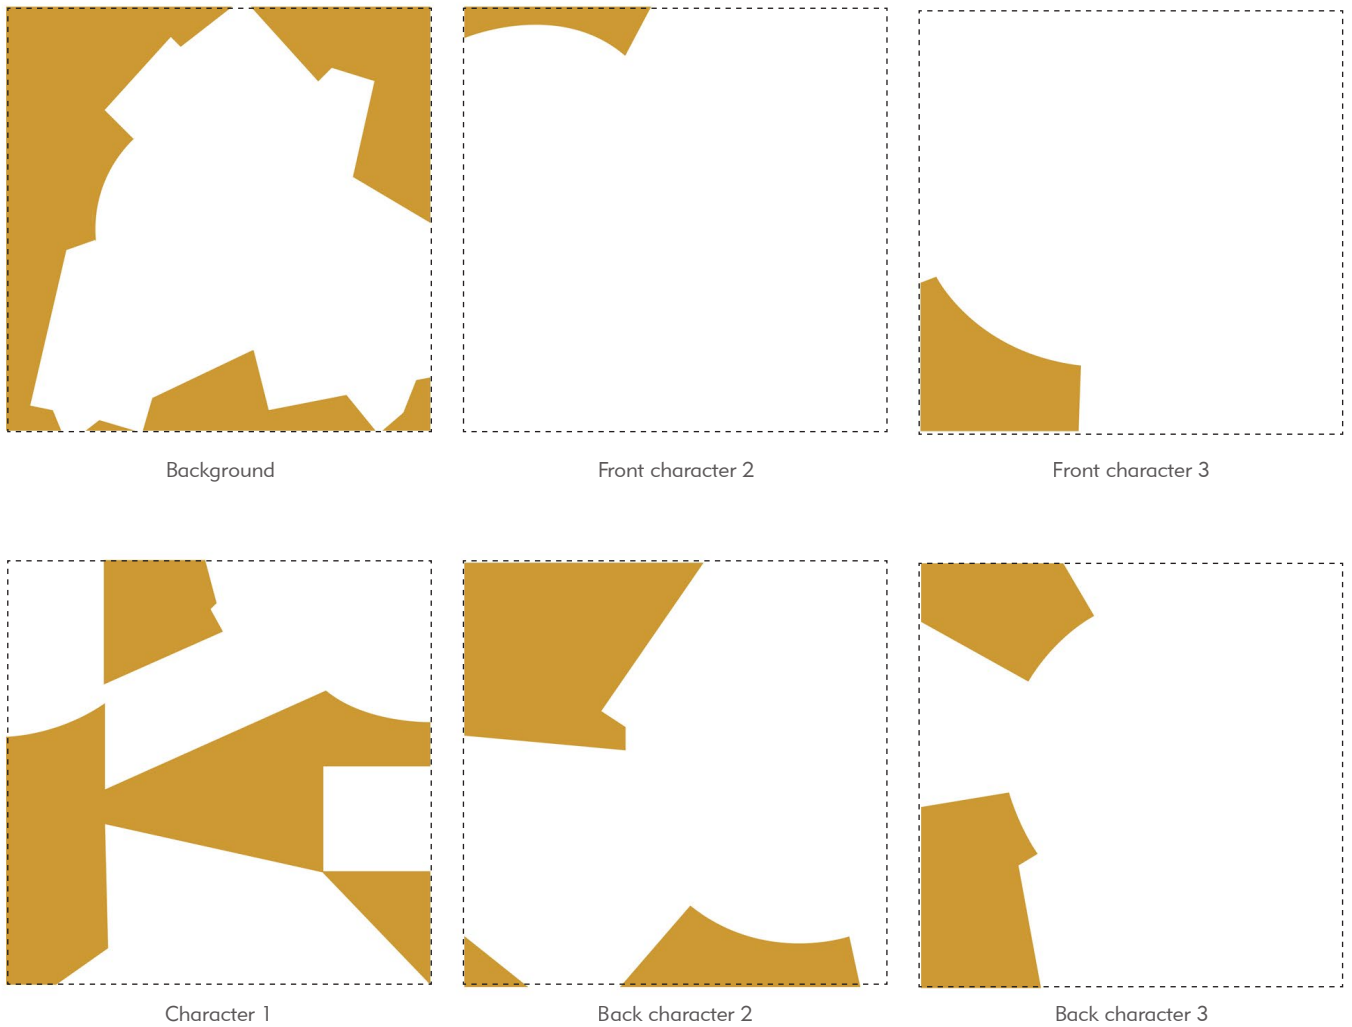 Background
Front character 2
Front character 3
Character 1
Back character 2
Back character 3